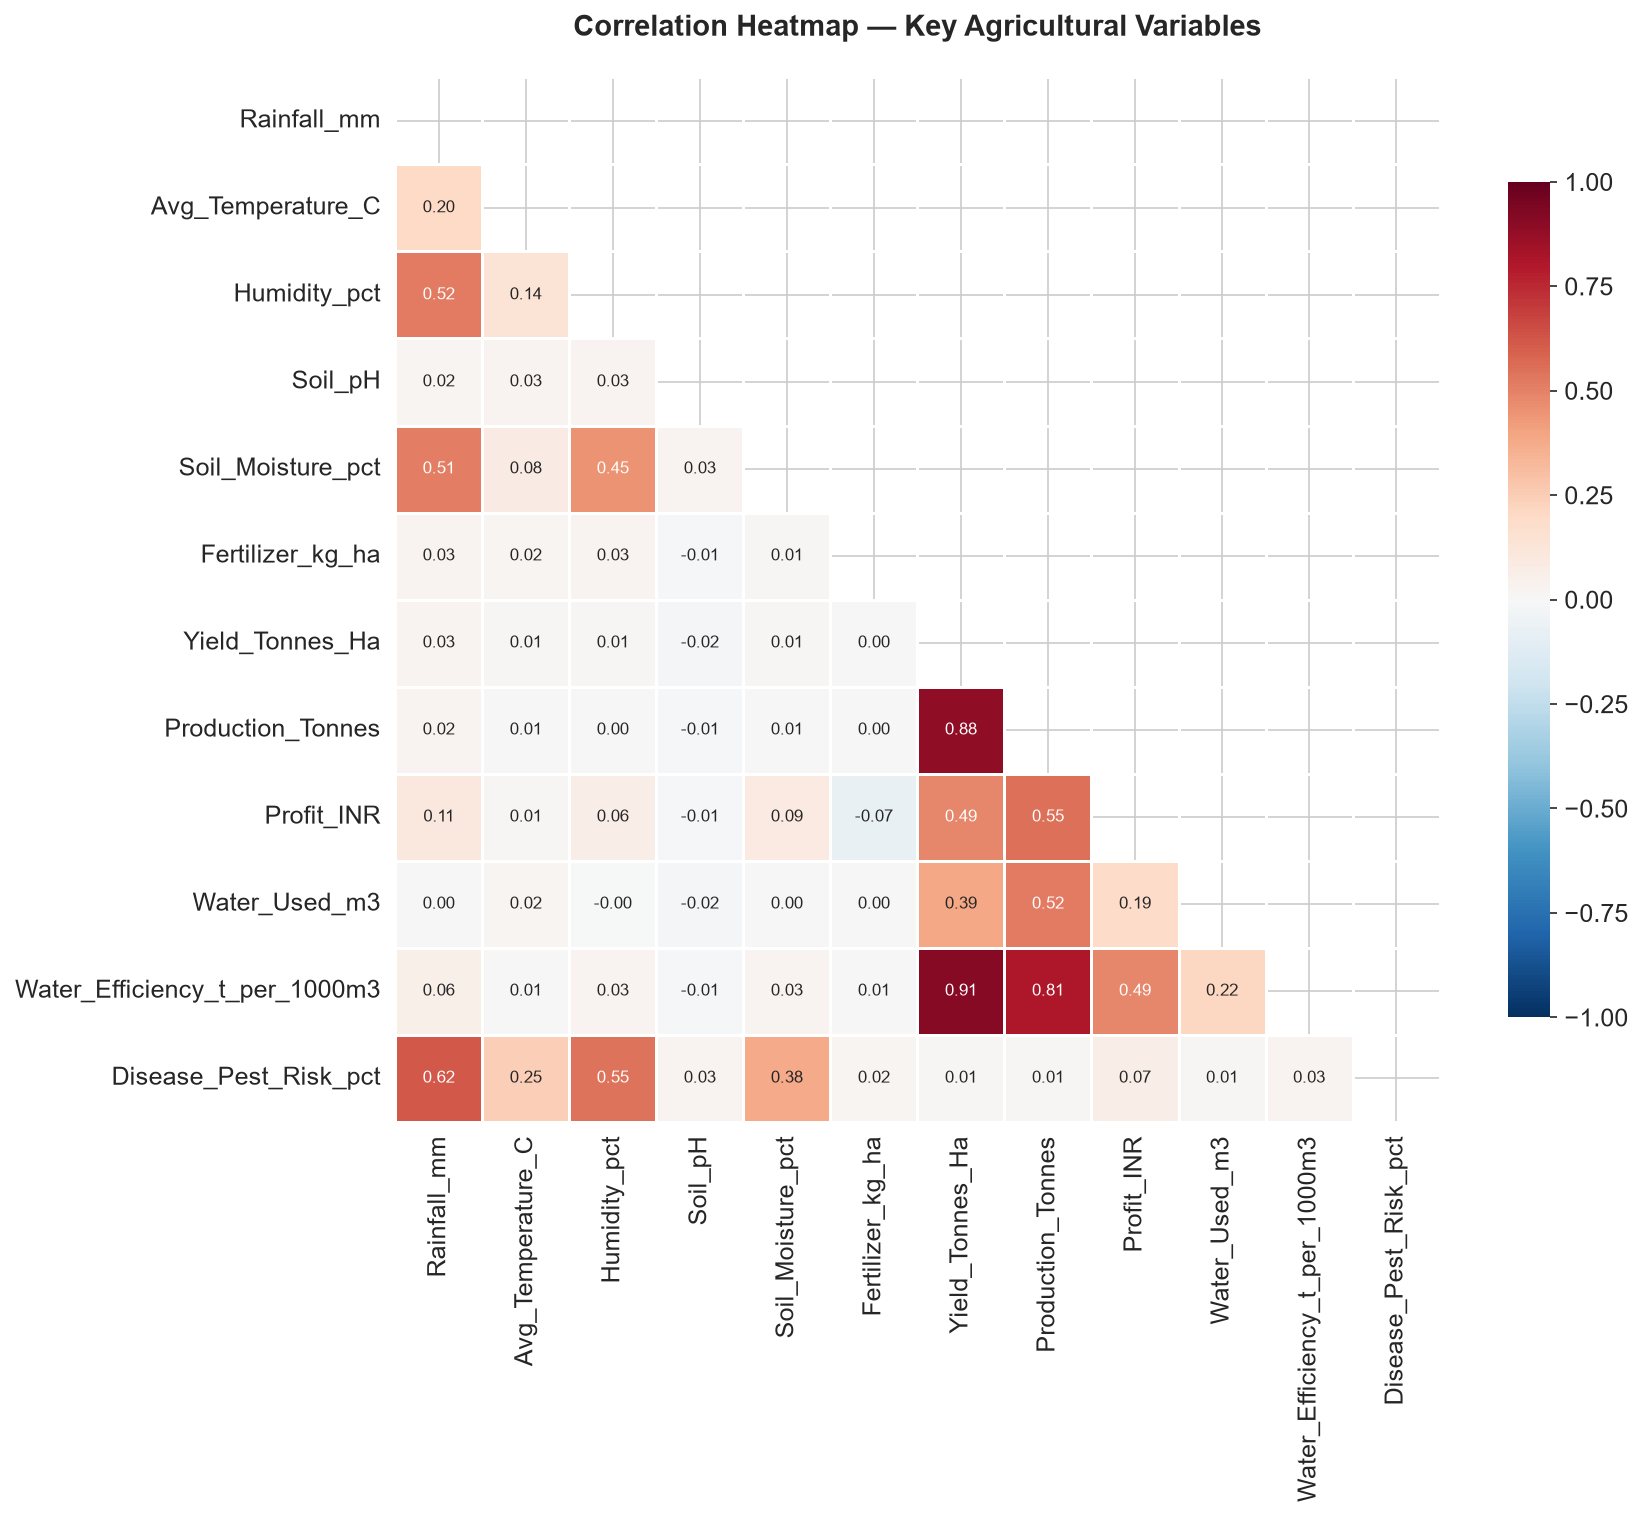 Correlation Heatmap — Key Agricultural Variables
Rainfall_mm
Avg_Temperature_C 0.20
Humidity_pct 0.52 0.14
Soil_pH 0.02 0.03 0.03
Soil_Moisture_pct 0.51 0.08 0.45 0.03
Fertilizer_kg_ha 0.03 0.02 0.03 -0.01 0.01
Yield_Tonnes_Ha 0.03 0.01 0.01 -0.02 0.01 0.00
Production_Tonnes 0.02 0.01 0.00 -0.01 0.01 0.00 0.88
Profit_INR 0.11 0.01 0.06 -0.01 0.09 -0.07 0.49 0.55
Water_Used_m3 0.00 0.02 -0.00 -0.02 0.00 0.00 0.39 0.52 0.19
Water_Efficiency_t_per_1000m3 0.06 0.01 0.03 -0.01 0.03 0.01 0.91 0.81 0.49 0.22
Disease_Pest_Risk_pct 0.62 0.25 0.55 0.03 0.38 0.02 0.01 0.01 0.07 0.01 0.03
Rainfall_mm
Avg_Temperature_C
Humidity_pct
Soil_pH
Soil_Moisture_pct
Fertilizer_kg_ha
Yield_Tonnes_Ha
Production_Tonnes
Profit_INR
Water_Used_m3
Water_Efficiency_t_per_1000m3
Disease_Pest_Risk_pct
1.00
0.75
0.50
0.25
0.00
−0.25
−0.50
−0.75
−1.00